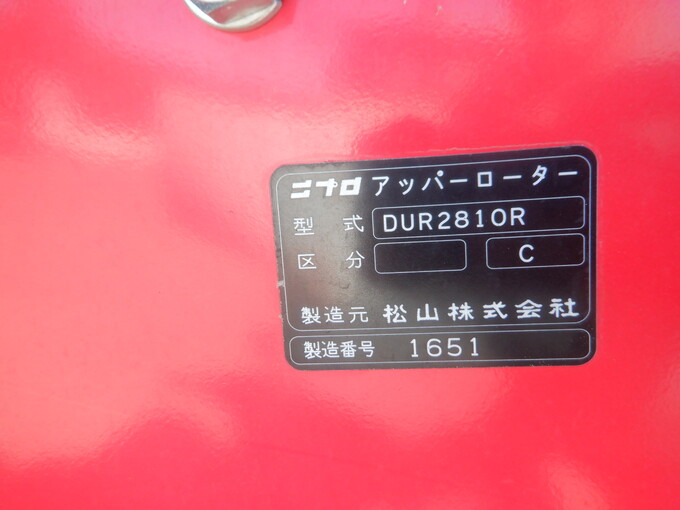 ニプロ アッパーローター
型式 DUR2810R
区分 C
製造元 松山株式会社
製造番号 1651